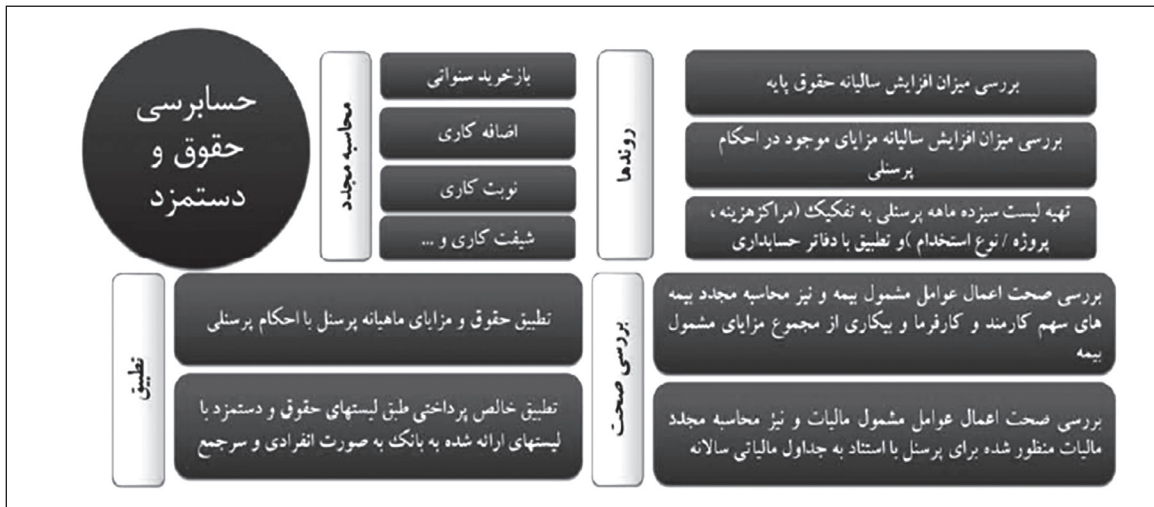 حسابرسی
حقوق و
دستمزد
روندها
بررسی میزان افزایش سالیانه حقوق پایه
بررسی میزان افزایش سالیانه مزایای موجود در احکام
پرسنلی
تهیه لیست سیزده ماهه پرسنلی به تفکیک (مراکزهزینه ،
پروژه / نوع استخدام )و تطبیق با دفاتر حسابداری
محاسبه مجدد
بازخرید سنواتی
اضافه کاری
نوبت کاری
شیفت کاری و ...
بررسی صحت
بررسی صحت اعمال عوامل مشمول بیمه و نیز محاسبه مجدد بیمه
های سهم کارمند و کارفرما و بیکاری از مجموع مزایای مشمول
بیمه
بررسی صحت اعمال عوامل مشمول مالیات و نیز محاسبه مجدد
مالیات منظور شده برای پرسنل با استناد به جداول مالیاتی سالانه
تطبیق
تطبیق حقوق و مزایای ماهیانه پرسنل با احکام پرسنلی
تطبیق خالص پرداختی طبق لیستهای حقوق و دستمزد با
لیستهای ارائه شده به بانک به صورت انفرادی و سرجمع